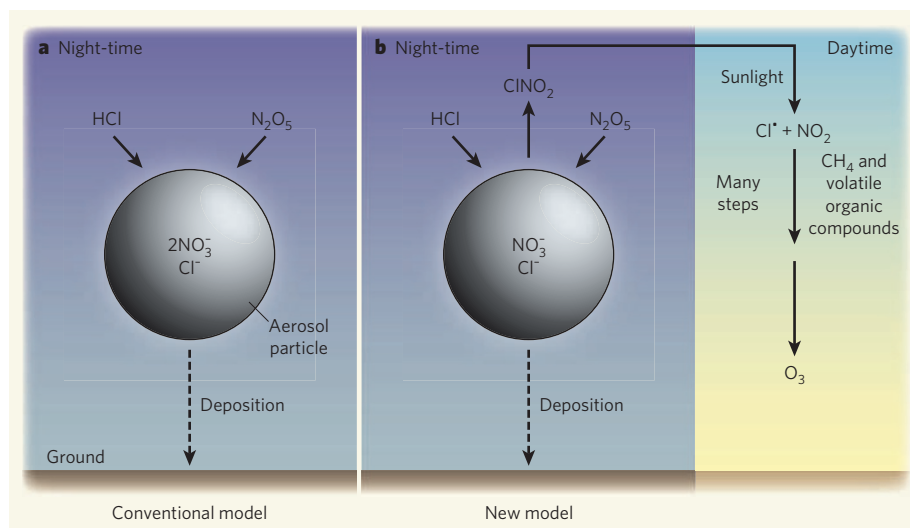 a Night-time
HCl
N₂O₅
2NO₃⁻
Cl⁻
Aerosol
particle
Deposition
Ground
Conventional model
b Night-time
ClNO₂
HCl
N₂O₅
NO₃⁻
Cl⁻
Deposition
New model
Daytime
Sunlight
Cl• + NO₂
Many
steps
CH₄ and
volatile
organic
compounds
O₃